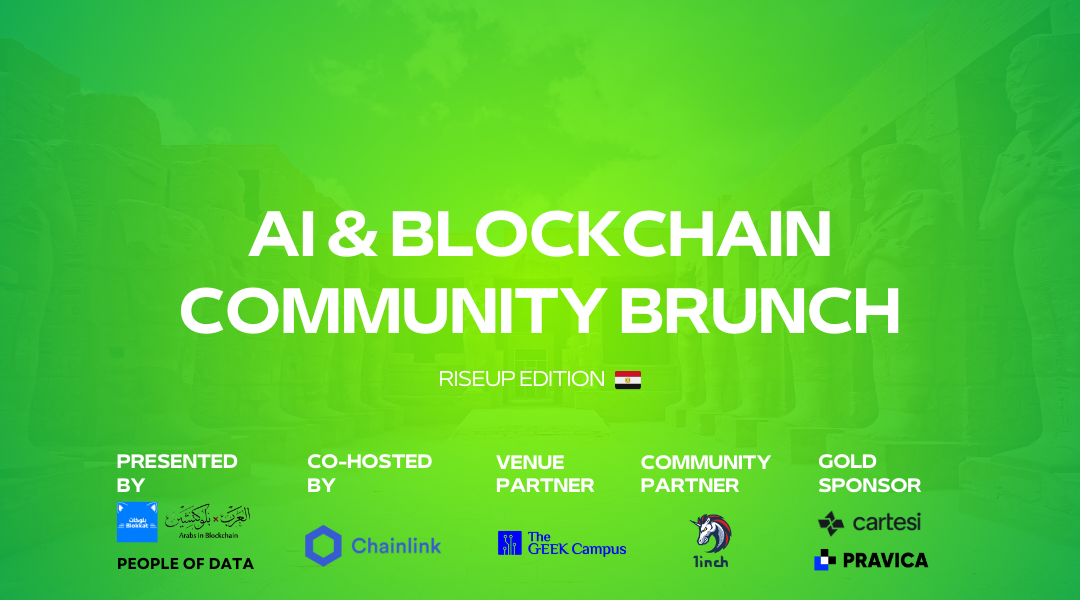 AI & BLOCKCHAIN
COMMUNITY BRUNCH
RISEUP EDITION
PRESENTED
BY
بلوكات
Blokkat
العرب × بلوكتشين
Arabs in Blockchain
PEOPLE OF DATA
CO-HOSTED
BY
Chainlink
VENUE
PARTNER
The
GEEK Campus
COMMUNITY
PARTNER
1inch
GOLD
SPONSOR
cartesi
PRAVICA